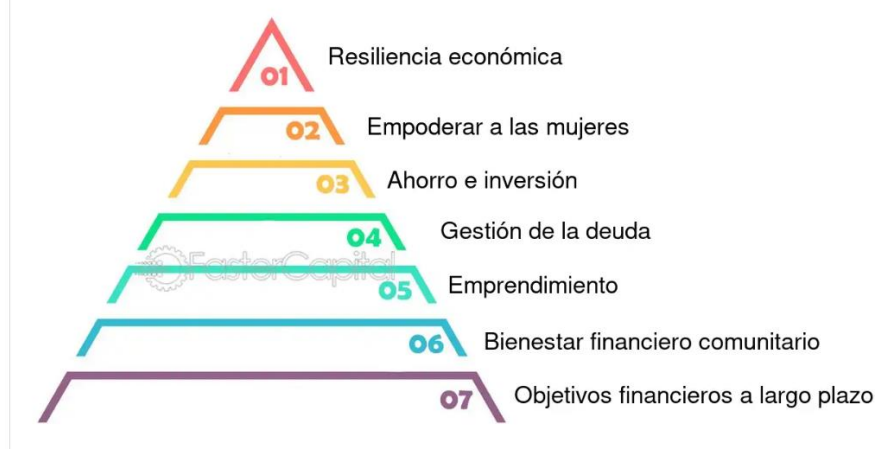 01 Resiliencia económica
02 Empoderar a las mujeres
03 Ahorro e inversión
04 Gestión de la deuda
FasterCapital
05 Emprendimiento
06 Bienestar financiero comunitario
07 Objetivos financieros a largo plazo